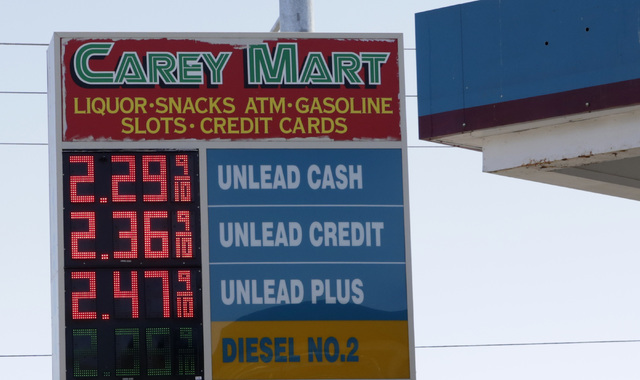 CAREY MART
LIQUOR·SNACKS ATM·GASOLINE
SLOTS·CREDIT CARDS
2.29 9/10 UNLEAD CASH
2.36 9/10 UNLEAD CREDIT
2.47 9/10 UNLEAD PLUS
DIESEL NO.2